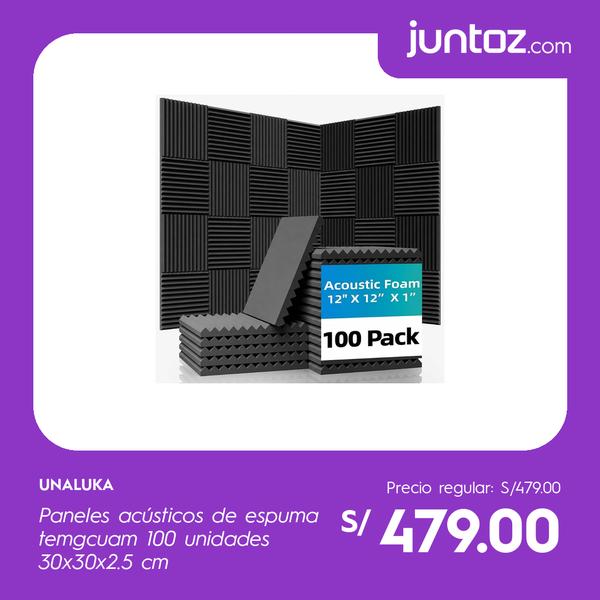 juntoz.com
Acoustic Foam
12" X 12” X 1”
100 Pack
UNALUKA
Paneles acústicos de espuma
temgcuam 100 unidades
30x30x2.5 cm
Precio regular: S/479.00
S/ 479.00